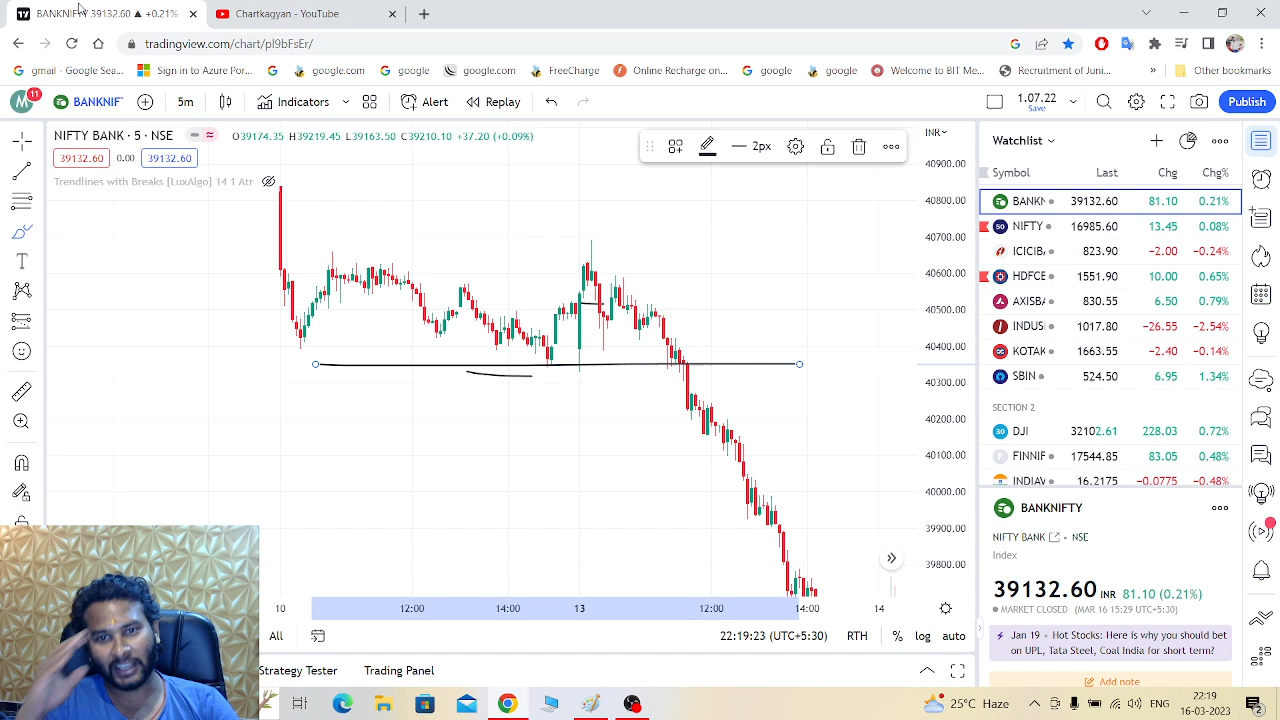 BANKNIFTY 39132.60 ▲ +0.21%
Chartkagyan - YouTube
tradingview.com/chart/pl9bFsEr/
gmail - Google Sea...
Sign in to Azure Por...
google.com
google
FreeCharge
Online Recharge on...
google
google
Welcome to BIT Me...
Recruitment of Juni...
»
Other bookmarks
M
11
BANKNIF
5m
Indicators
Alert
Replay
1.07.22
Save
Publish
NIFTY BANK · 5 · NSE
O39174.35 H39219.45 L39163.50 C39210.10 +37.20 (+0.09%)
39132.60 0.00 39132.60
Trendlines with Breaks [LuxAlgo] 14 1 Atr
2px
INR
40900.00
40800.00
40700.00
40600.00
40500.00
40400.00
40300.00
40200.00
40100.00
40000.00
39900.00
39800.00
10 12:00 14:00 13 12:00 14:00 14
Watchlist
Symbol Last Chg Chg%
BANKN 39132.60 81.10 0.21%
NIFTY 16985.60 13.45 0.08%
ICICIB 823.90 −2.00 −0.24%
HDFCE 1551.90 10.00 0.65%
AXISBA 830.55 6.50 0.79%
INDUS 1017.80 −26.55 −2.54%
KOTAK 1663.55 −2.40 −0.14%
SBIN 524.50 6.95 1.34%
SECTION 2
DJI 32102.61 228.03 0.72%
FINNIF 17544.85 83.05 0.48%
INDIAV 16.2175 −0.0775 −0.48%
BANKNIFTY
NIFTY BANK · NSE
Index
39132.60 INR 81.10 (0.21%)
MARKET CLOSED (MAR 16 15:29 UTC+5:30)
Jan 19 · Hot Stocks: Here is why you should bet
on UPL, Tata Steel, Coal India for short term?
Add note
All
22:19:23 (UTC+5:30) RTH % log auto
Strategy Tester Trading Panel
25°C Haze
22:19
16-03-2023
2